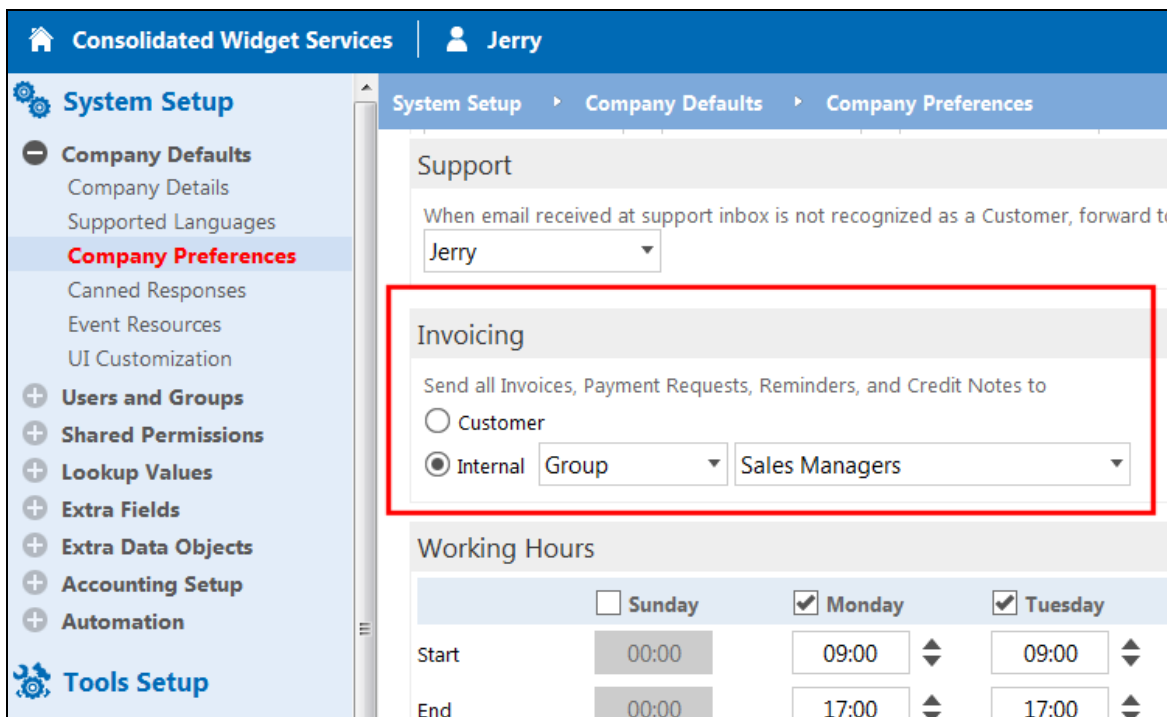 Consolidated Widget Services
Jerry
System Setup
Company Defaults
Company Details
Supported Languages
Company Preferences
Canned Responses
Event Resources
UI Customization
Users and Groups
Shared Permissions
Lookup Values
Extra Fields
Extra Data Objects
Accounting Setup
Automation
Tools Setup
System Setup Company Defaults Company Preferences
Support
When email received at support inbox is not recognized as a Customer, forward to
Jerry
Invoicing
Send all Invoices, Payment Requests, Reminders, and Credit Notes to
Customer
Internal Group Sales Managers
Working Hours
Sunday Monday Tuesday
Start 00:00 09:00 09:00
End 00:00 17:00 17:00